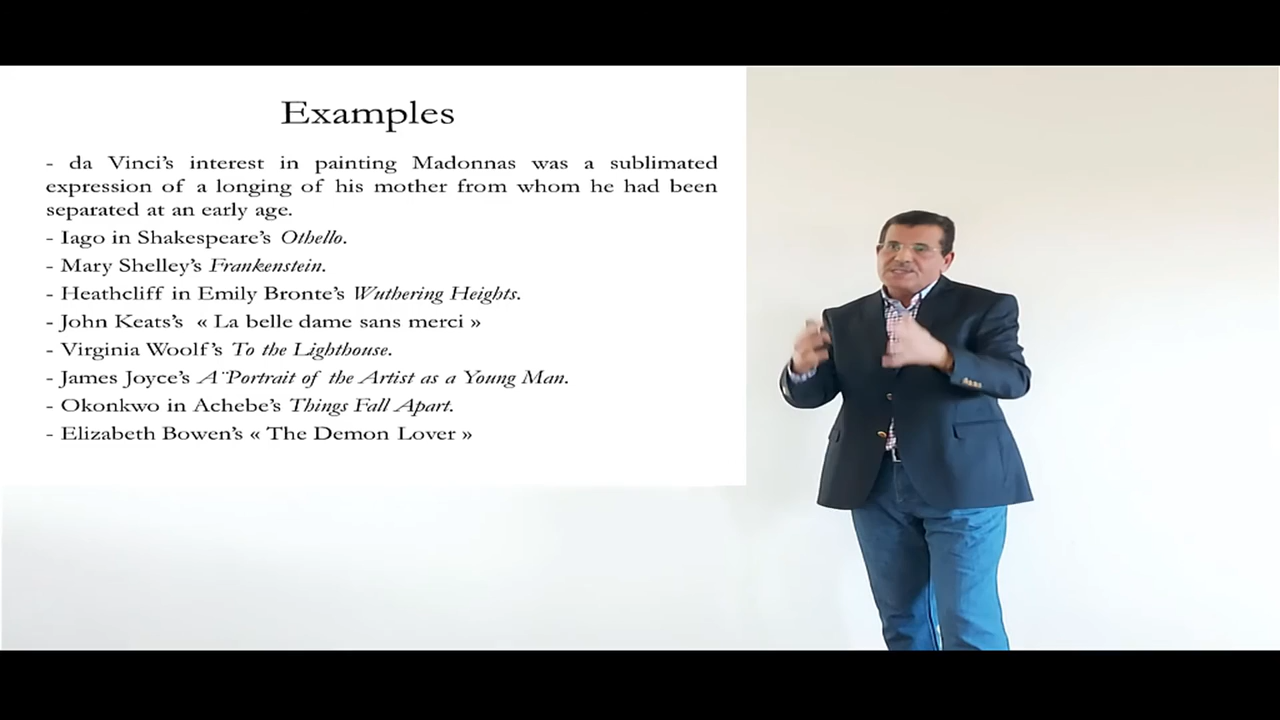 Examples
- da Vinci's interest in painting Madonnas was a sublimated
expression of a longing of his mother from whom he had been
separated at an early age.
- Iago in Shakespeare's Othello.
- Mary Shelley's Frankenstein.
- Heathcliff in Emily Bronte's Wuthering Heights.
- John Keats's « La belle dame sans merci »
- Virginia Woolf's To the Lighthouse.
- James Joyce's A¨Portrait of the Artist as a Young Man.
- Okonkwo in Achebe's Things Fall Apart.
- Elizabeth Bowen's « The Demon Lover »